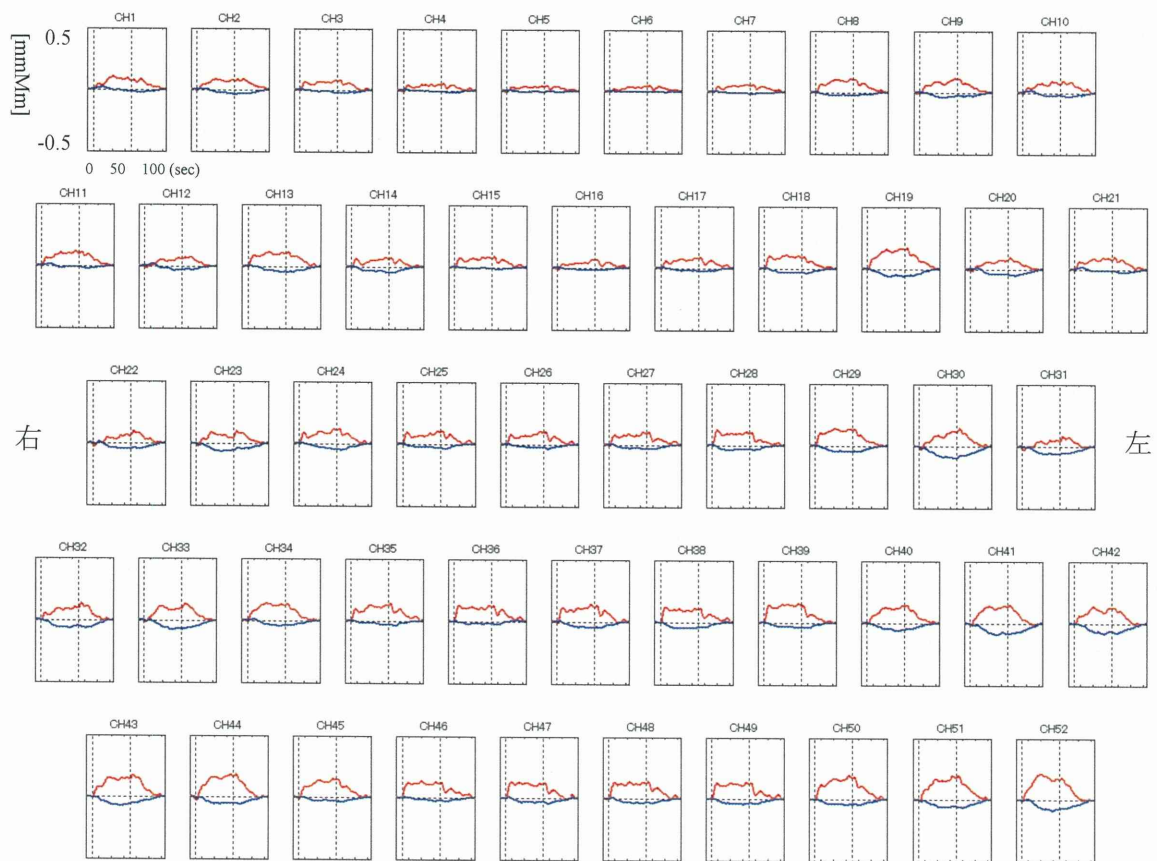 CH1 CH2 CH3 CH4 CH5 CH6 CH7 CH8 CH9 CH10
0.5
[mmMm]
-0.5
0 50 100 (sec)
CH11 CH12 CH13 CH14 CH15 CH16 CH17 CH18 CH19 CH20 CH21
CH22 CH23 CH24 CH25 CH26 CH27 CH28 CH29 CH30 CH31
右 左
CH32 CH33 CH34 CH35 CH36 CH37 CH38 CH39 CH40 CH41 CH42
CH43 CH44 CH45 CH46 CH47 CH48 CH49 CH50 CH51 CH52